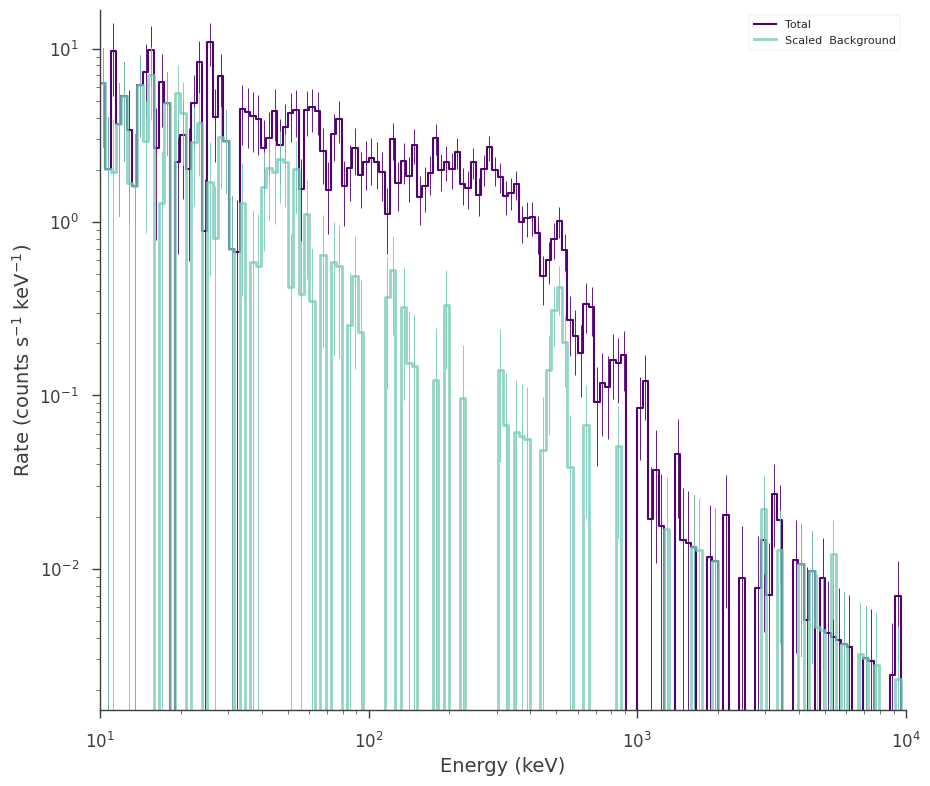 Total
Scaled  Background
10¹
10⁰
10⁻¹
10⁻²
Rate (counts s⁻¹ keV⁻¹)
10¹ 10² 10³ 10⁴
Energy (keV)